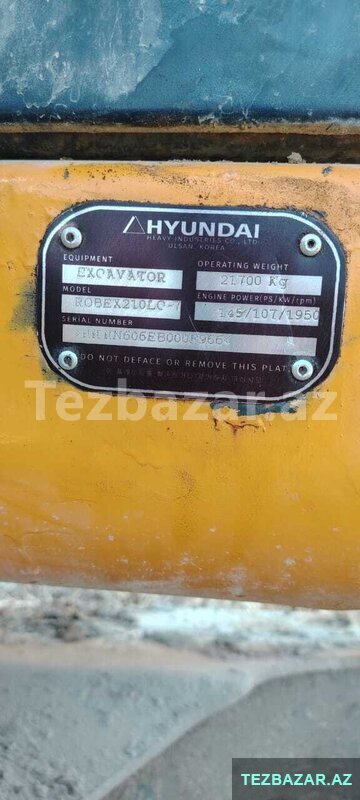 HYUNDAI
HEAVY INDUSTRIES CO., LTD
ULSAN, KOREA
EQUIPMENT
EXCAVATOR
OPERATING WEIGHT
21700 Kg
MODEL
ROBEX210LC-7
ENGINE POWER(PS/KW/rpm)
145/107/1950
SERIAL NUMBER
DO NOT DEFACE OR REMOVE THIS PLAT
Tezbazar.az
TEZBAZAR.AZ